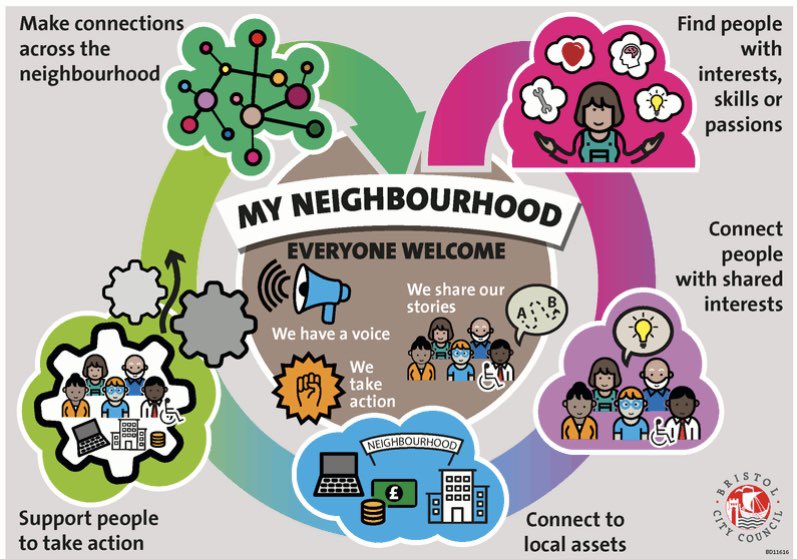 Make connections
across the
neighbourhood
Find people
with
interests,
skills or
passions
MY NEIGHBOURHOOD
EVERYONE WELCOME
We have a voice
We share our
stories
A
B
We
take
action
Connect
people
with shared
interests
NEIGHBOURHOOD
£
Support people
to take action
Connect to
local assets
BRISTOL
CITY COUNCIL
BD11616